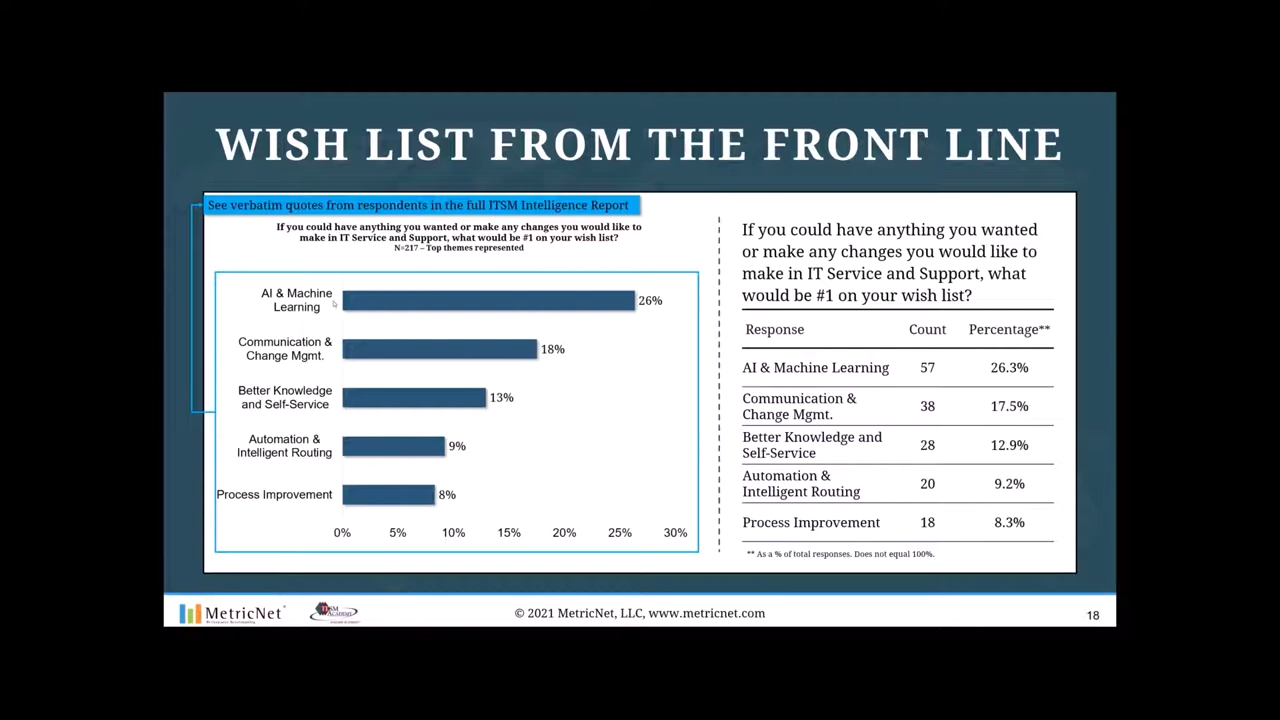 WISH LIST FROM THE FRONT LINE
See verbatim quotes from respondents in the full ITSM Intelligence Report
If you could have anything you wanted or make any changes you would like to
make in IT Service and Support, what would be #1 on your wish list?
N=217 – Top themes represented
AI & Machine
Learning
26%
Communication &
Change Mgmt.
18%
Better Knowledge
and Self-Service
13%
Automation &
Intelligent Routing
9%
Process Improvement
8%
0% 5% 10% 15% 20% 25% 30%
If you could have anything you wanted
or make any changes you would like to
make in IT Service and Support, what
would be #1 on your wish list?
Response Count Percentage**
AI & Machine Learning 57 26.3%
Communication &
Change Mgmt. 38 17.5%
Better Knowledge and
Self-Service 28 12.9%
Automation &
Intelligent Routing 20 9.2%
Process Improvement 18 8.3%
** As a % of total responses. Does not equal 100%.
MetricNet
ITSM
ACADEMY
© 2021 MetricNet, LLC, www.metricnet.com
18